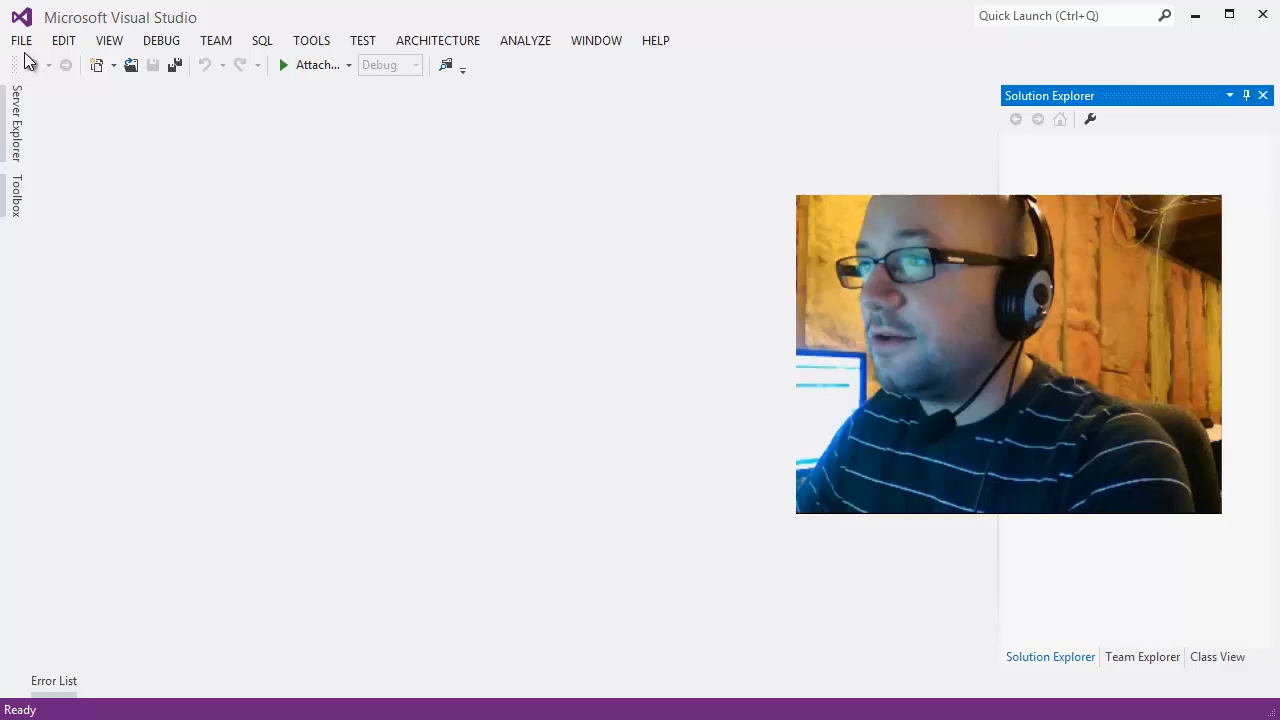 Microsoft Visual Studio
Quick Launch (Ctrl+Q)
FILE EDIT VIEW DEBUG TEAM SQL TOOLS TEST ARCHITECTURE ANALYZE WINDOW HELP
Attach... Debug
Server Explorer
Toolbox
Solution Explorer
Solution Explorer Team Explorer Class View
Error List
Ready